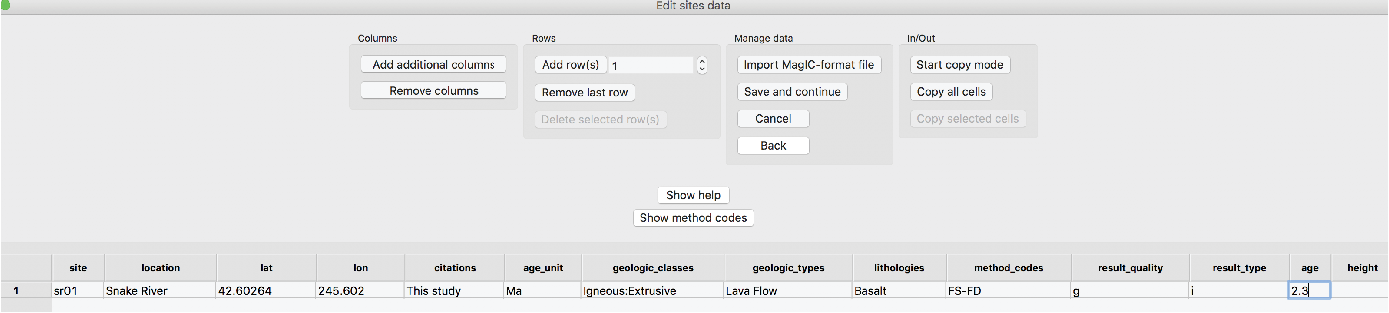 Edit sites data
Columns Rows Manage data In/Out
Add additional columns Add row(s) 1 Import MagIC-format file Start copy mode
Remove columns Remove last row Save and continue Copy all cells
Delete selected row(s) Cancel Copy selected cells
Back
Show help
Show method codes
site location lat lon citations age_unit geologic_classes geologic_types lithologies method_codes result_quality result_type age height
1 sr01 Snake River 42.60264 245.602 This study Ma Igneous:Extrusive Lava Flow Basalt FS-FD g i 2.3